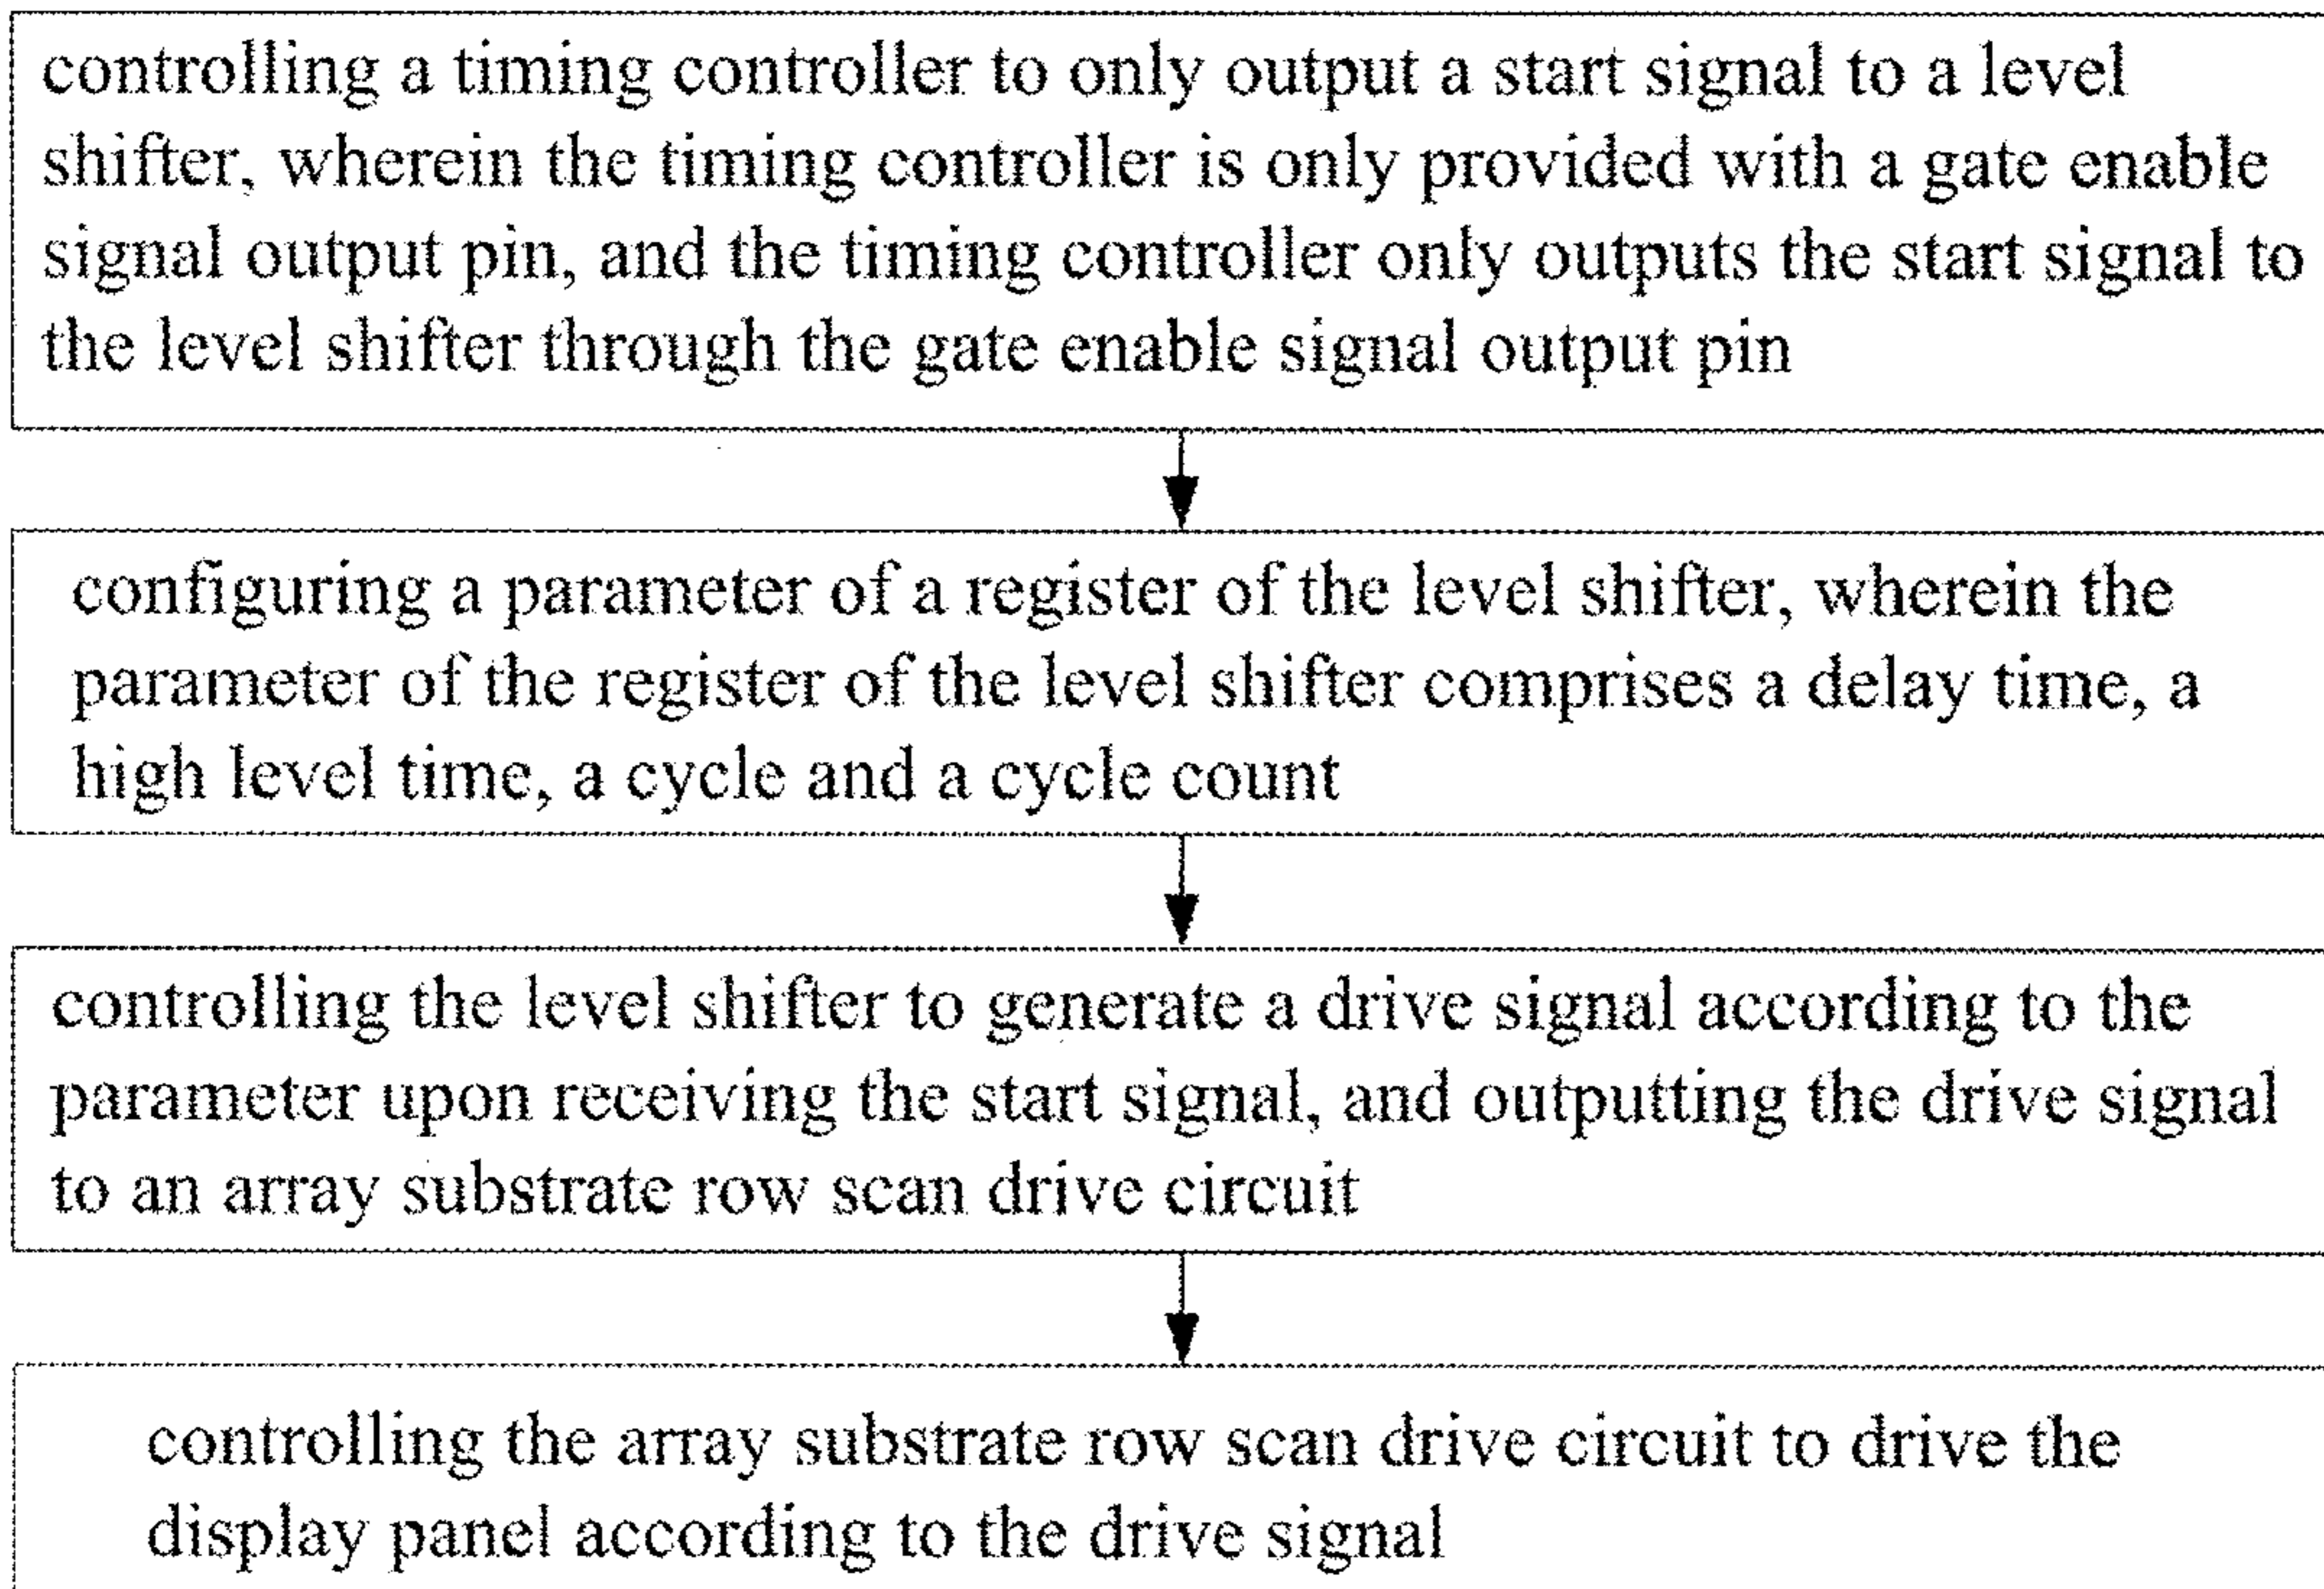 controlling a timing controller to only output a start signal to a level
shifter, wherein the timing controller is only provided with a gate enable
signal output pin, and the timing controller only outputs the start signal to
the level shifter through the gate enable signal output pin
configuring a parameter of a register of the level shifter, wherein the
parameter of the register of the level shifter comprises a delay time, a
high level time, a cycle and a cycle count
controlling the level shifter to generate a drive signal according to the
parameter upon receiving the start signal, and outputting the drive signal
to an array substrate row scan drive circuit
controlling the array substrate row scan drive circuit to drive the
display panel according to the drive signal